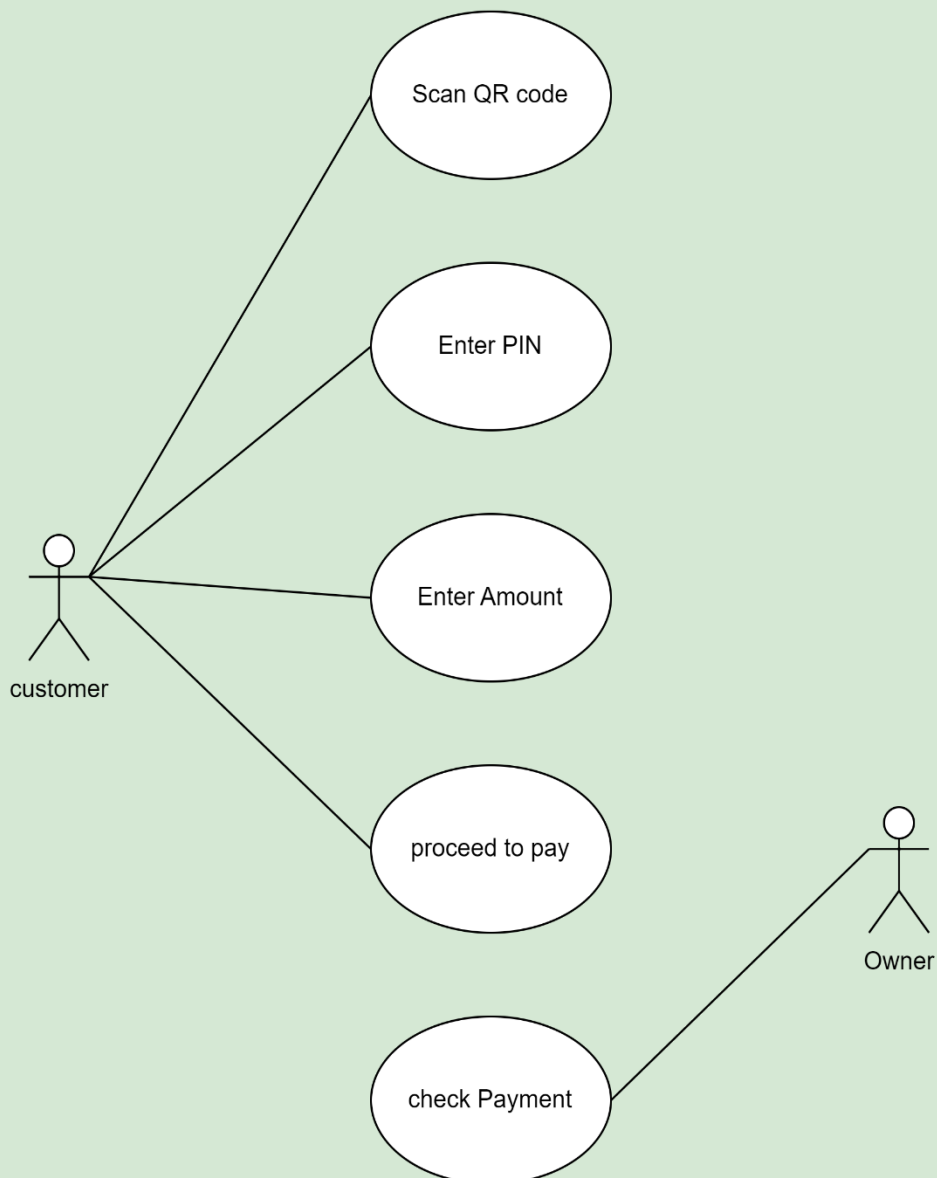 Scan QR code
Enter PIN
Enter Amount
customer
proceed to pay
Owner
check Payment